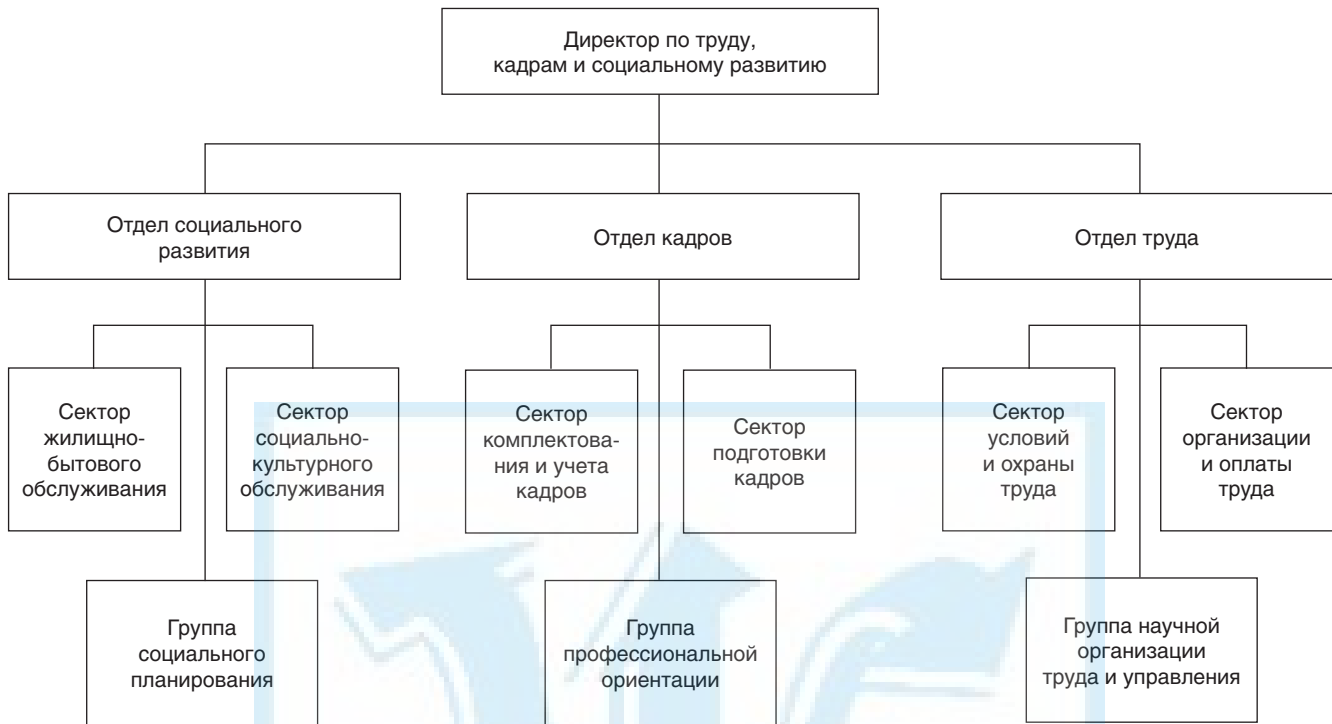 Директор по труду,
кадрам и социальному развитию
Отдел социального
развития
Отдел кадров
Отдел труда
Сектор
жилищно-
бытового
обслуживания
Сектор
социально-
культурного
обслуживания
Сектор
комплектова-
ния и учета
кадров
Сектор
подготовки
кадров
Сектор
условий
и охраны
труда
Сектор
организации
и оплаты
труда
Группа
социального
планирования
Группа
профессиональной
ориентации
Группа научной
организации
труда и управления